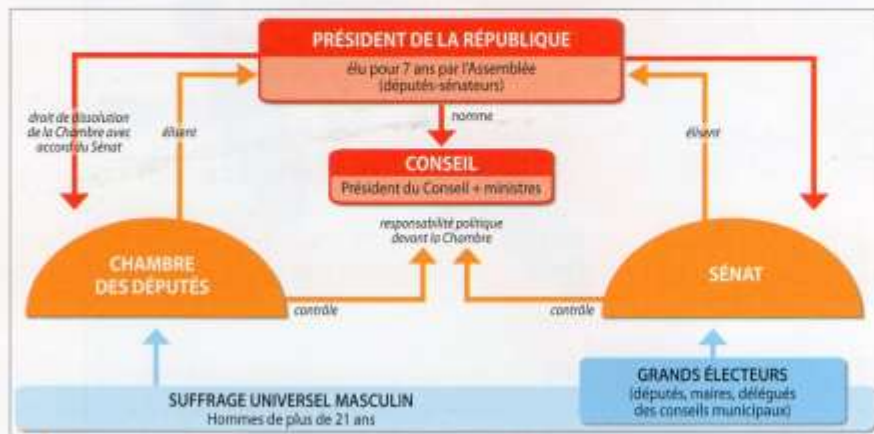 PRÉSIDENT DE LA RÉPUBLIQUE
élu pour 7 ans par l'Assemblée
(députés-sénateurs)
droit de dissolution
de la Chambre avec
accord du Sénat
élisent
nomme
élisent
CONSEIL
Président du Conseil + ministres
responsabilité politique
devant la Chambre
CHAMBRE
DES DÉPUTÉS
SÉNAT
contrôle
contrôle
SUFFRAGE UNIVERSEL MASCULIN
Hommes de plus de 21 ans
GRANDS ÉLECTEURS
(députés, maires, délégués
des conseils municipaux)